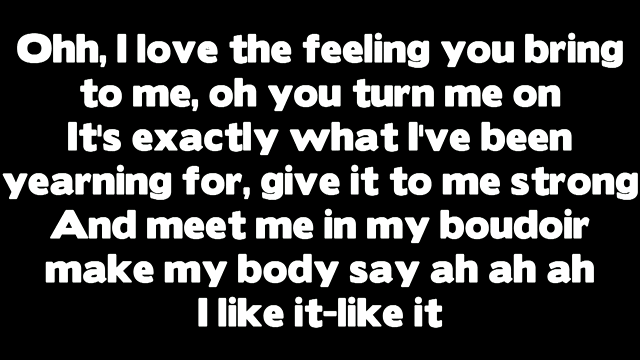 Ohh, I love the feeling you bring
to me, oh you turn me on
It's exactly what I've been
yearning for, give it to me strong
And meet me in my boudoir
make my body say ah ah ah
I like it-like it